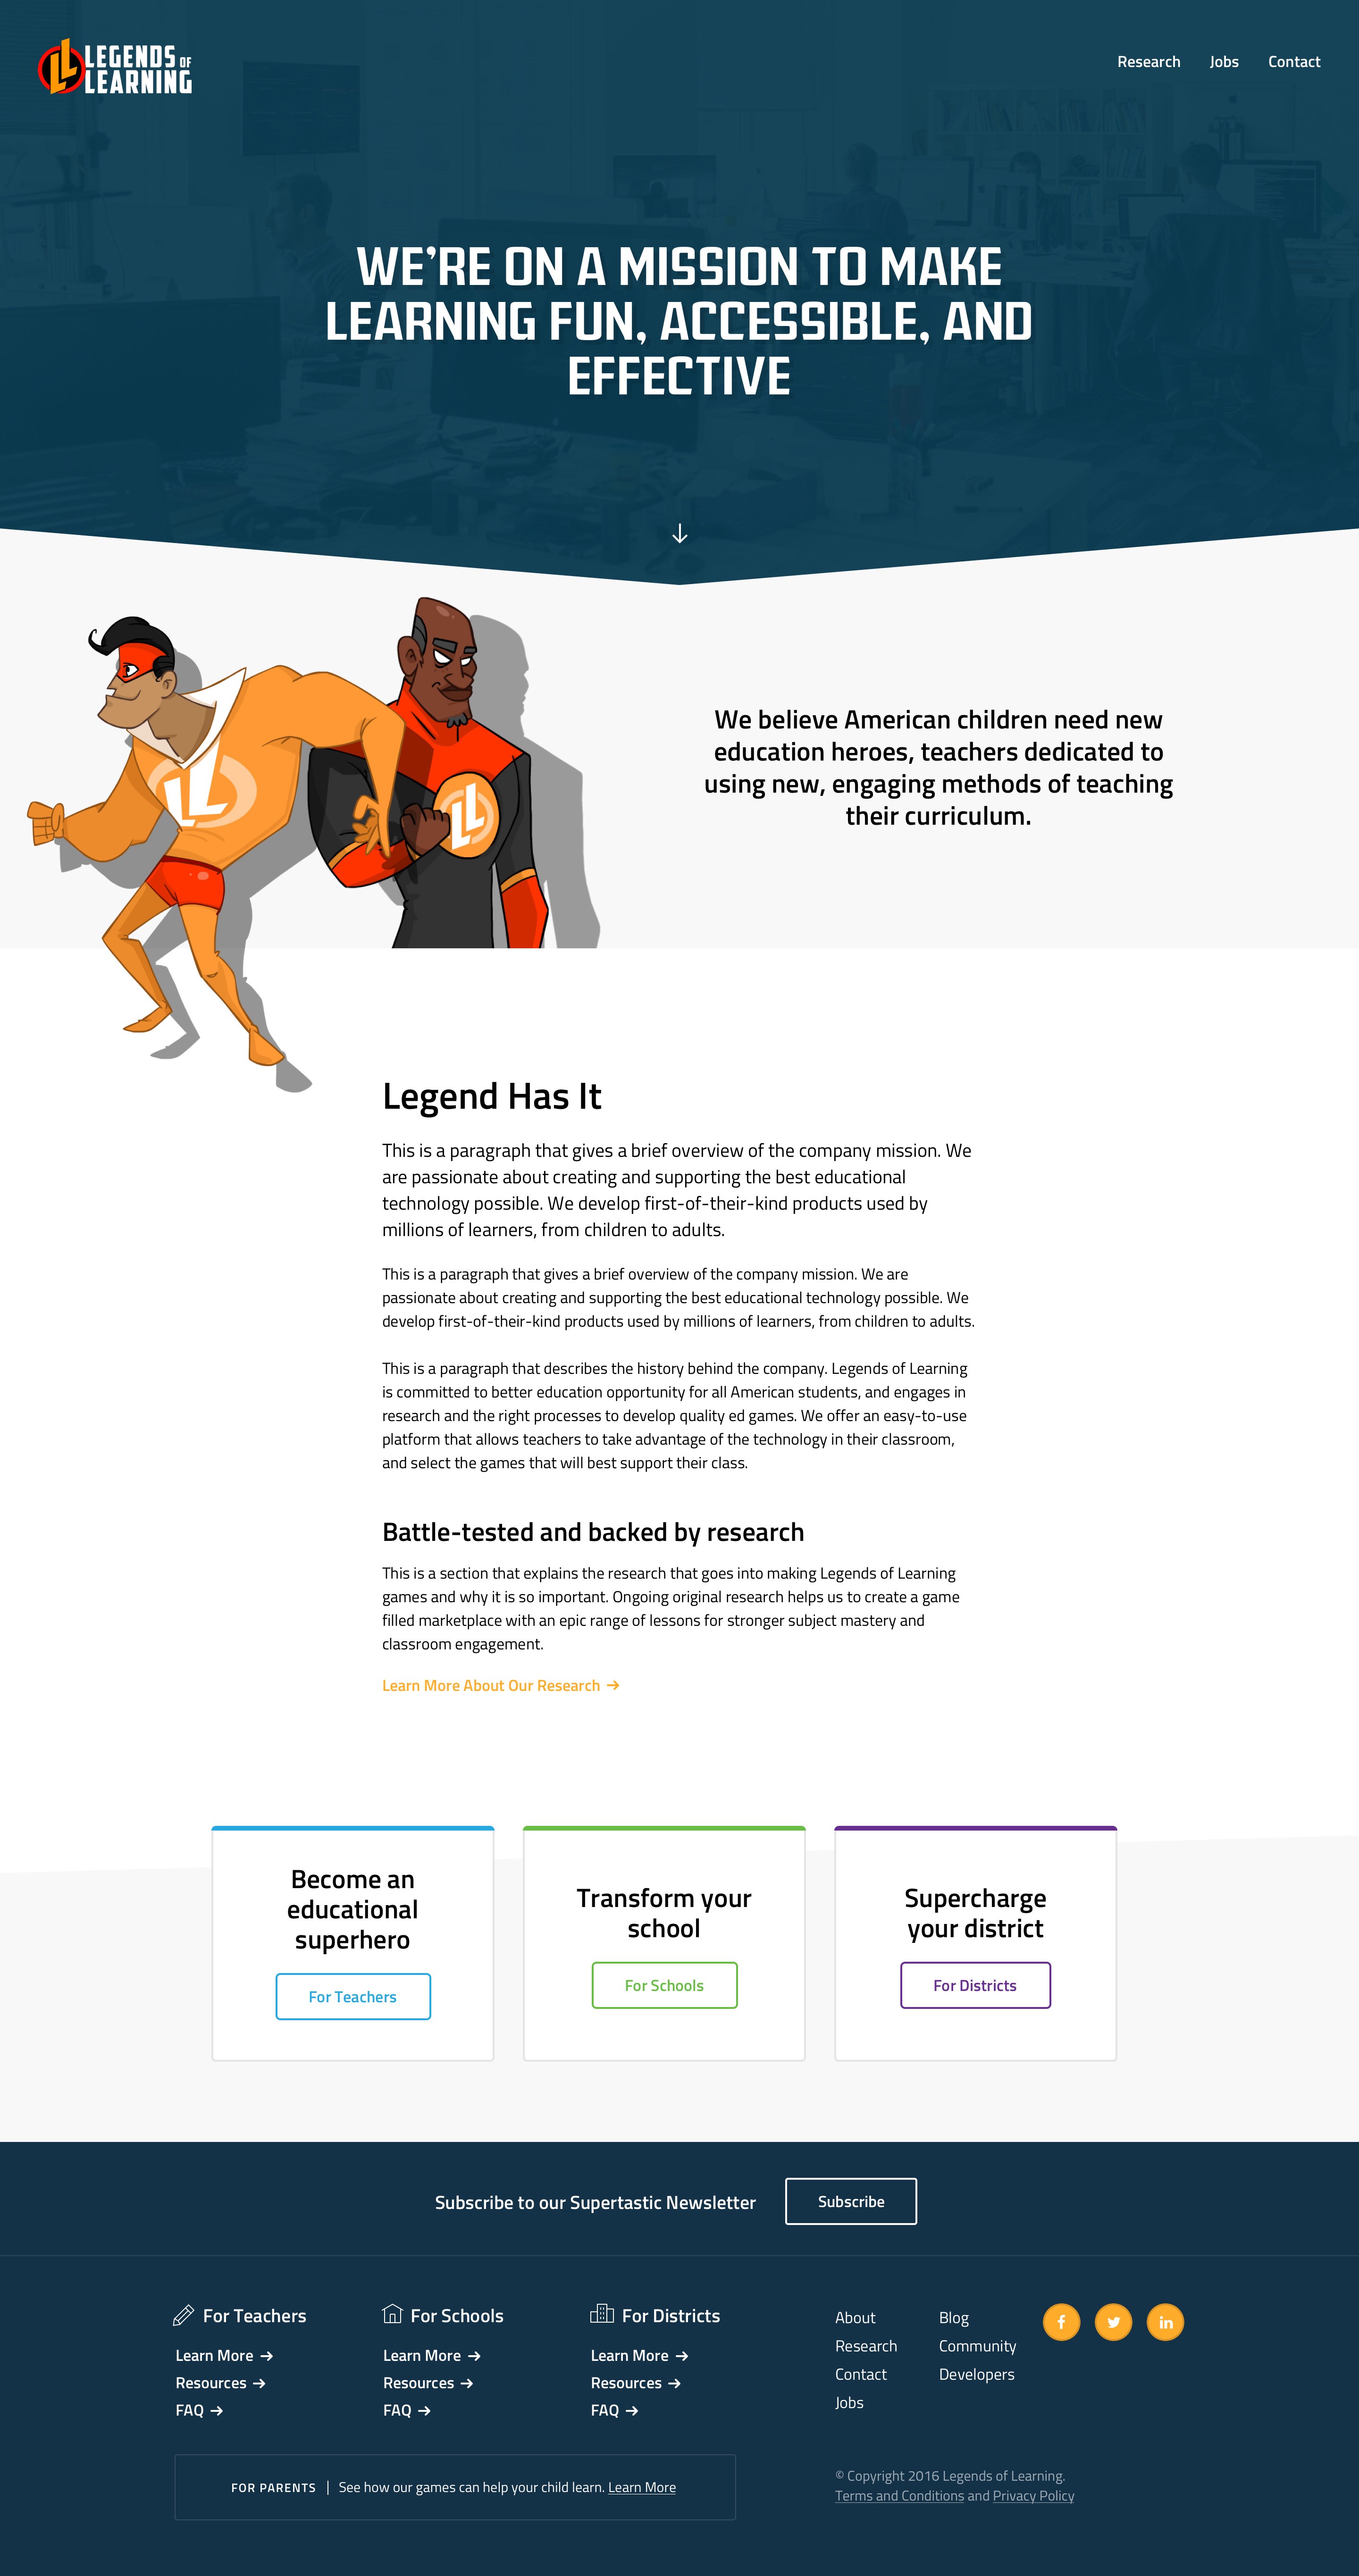 LEGENDS OF
LEARNING
Research Jobs Contact
WE'RE ON A MISSION TO MAKE
LEARNING FUN, ACCESSIBLE, AND
EFFECTIVE
We believe American children need new
education heroes, teachers dedicated to
using new, engaging methods of teaching
their curriculum.
Legend Has It
This is a paragraph that gives a brief overview of the company mission. We
are passionate about creating and supporting the best educational
technology possible. We develop first-of-their-kind products used by
millions of learners, from children to adults.
This is a paragraph that gives a brief overview of the company mission. We are
passionate about creating and supporting the best educational technology possible. We
develop first-of-their-kind products used by millions of learners, from children to adults.
This is a paragraph that describes the history behind the company. Legends of Learning
is committed to better education opportunity for all American students, and engages in
research and the right processes to develop quality ed games. We offer an easy-to-use
platform that allows teachers to take advantage of the technology in their classroom,
and select the games that will best support their class.
Battle-tested and backed by research
This is a section that explains the research that goes into making Legends of Learning
games and why it is so important. Ongoing original research helps us to create a game
filled marketplace with an epic range of lessons for stronger subject mastery and
classroom engagement.
Learn More About Our Research →
Become an
educational
superhero
For Teachers
Transform your
school
For Schools
Supercharge
your district
For Districts
Subscribe to our Supertastic Newsletter
Subscribe
For Teachers
Learn More →
Resources →
FAQ →
For Schools
Learn More →
Resources →
FAQ →
For Districts
Learn More →
Resources →
FAQ →
About
Research
Contact
Jobs
Blog
Community
Developers
FOR PARENTS | See how our games can help your child learn. Learn More
© Copyright 2016 Legends of Learning.
Terms and Conditions and Privacy Policy